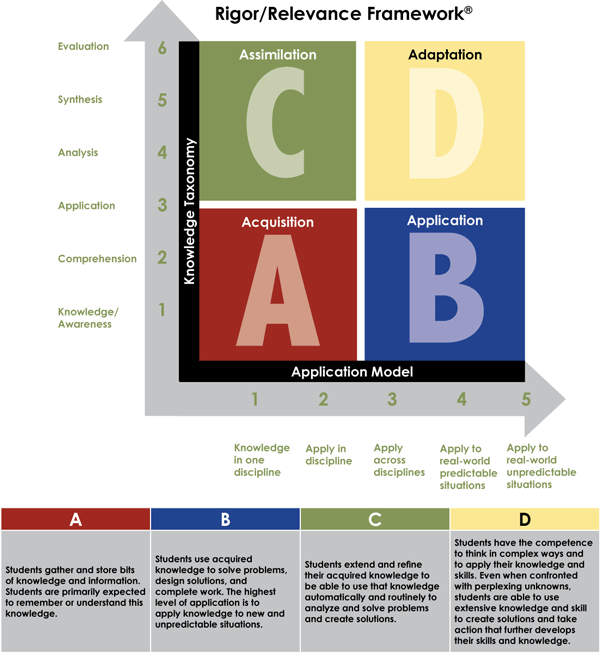 Rigor/Relevance Framework®
Evaluation
6
Synthesis
5
Analysis
4
Application
3
Comprehension
2
Knowledge/
Awareness
1
Knowledge Taxonomy
Assimilation
C
Adaptation
D
Acquisition
A
Application
B
Application Model
1
2
3
4
5
Knowledge
in one
discipline
Apply in
discipline
Apply
across
disciplines
Apply to
real-world
predictable
situations
Apply to
real-world
unpredictable
situations
A
Students gather and store bits
of knowledge and information.
Students are primarily expected
to remember or understand this
knowledge.
B
Students use acquired
knowledge to solve problems,
design solutions, and
complete work. The highest
level of application is to
apply knowledge to new and
unpredictable situations.
C
Students extend and refine
their acquired knowledge to
be able to use that knowledge
automatically and routinely to
analyze and solve problems
and create solutions.
D
Students have the competence
to think in complex ways and
to apply their knowledge and
skills. Even when confronted
with perplexing unknowns,
students are able to use
extensive knowledge and skill
to create solutions and take
action that further develops
their skills and knowledge.